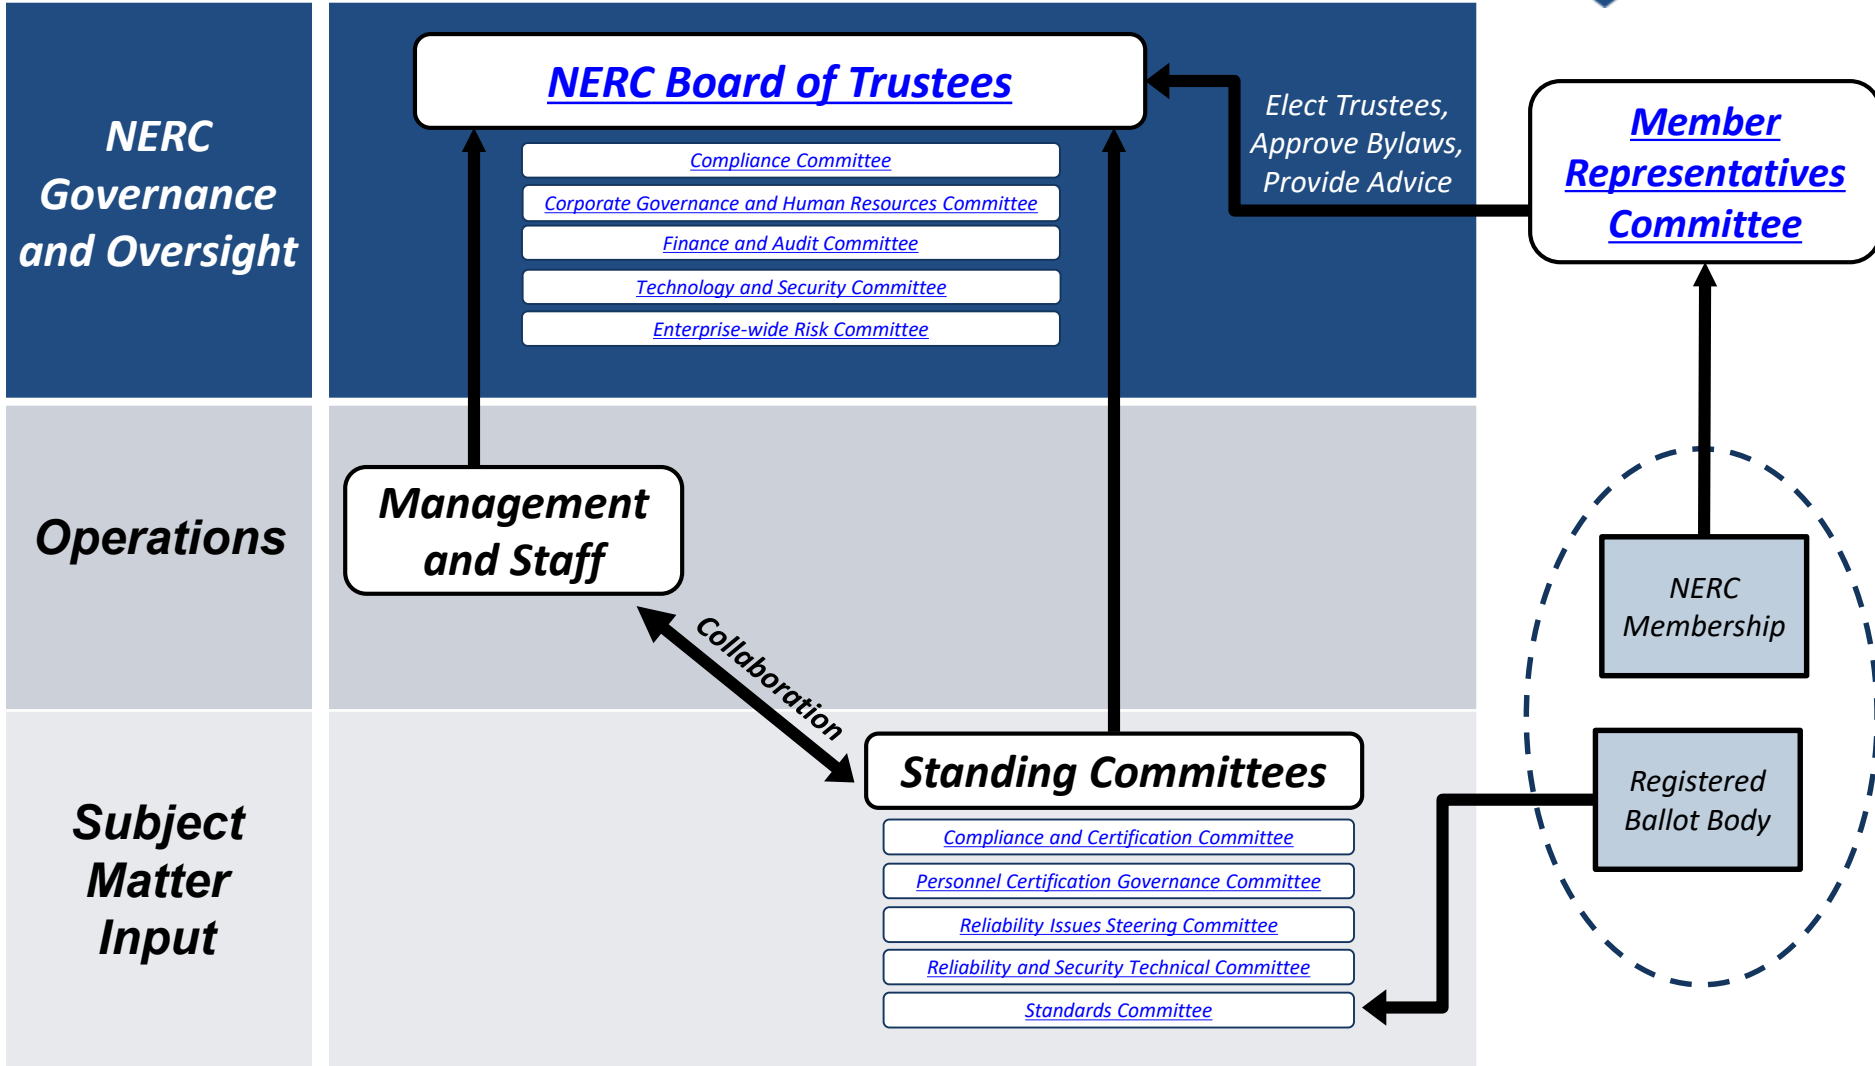 NERC
Governance
and Oversight
NERC Board of Trustees
Compliance Committee
Corporate Governance and Human Resources Committee
Finance and Audit Committee
Technology and Security Committee
Enterprise-wide Risk Committee
Elect Trustees,
Approve Bylaws,
Provide Advice
Member
Representatives
Committee
Operations
Management
and Staff
Collaboration
NERC
Membership
Subject
Matter
Input
Standing Committees
Compliance and Certification Committee
Personnel Certification Governance Committee
Reliability Issues Steering Committee
Reliability and Security Technical Committee
Standards Committee
Registered
Ballot Body